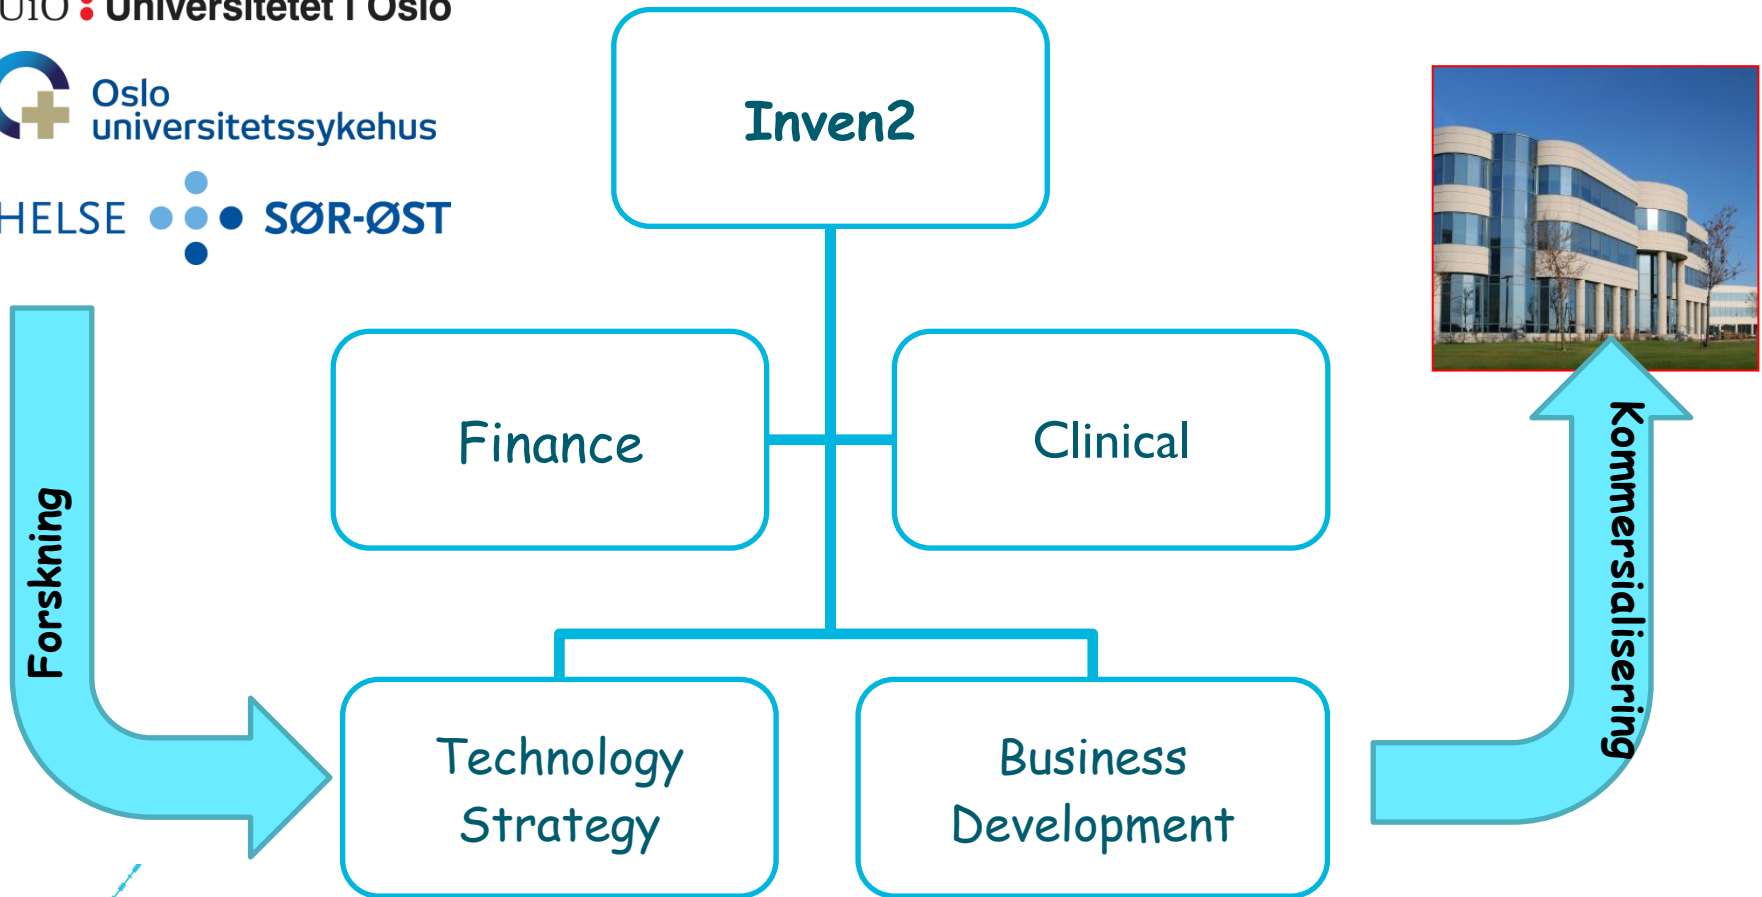 UiO : Universitetet i Oslo
Oslo
universitetssykehus
HELSE SØR-ØST
Inven2
Finance
Clinical
Forskning
Kommersialisering
Technology
Strategy
Business
Development